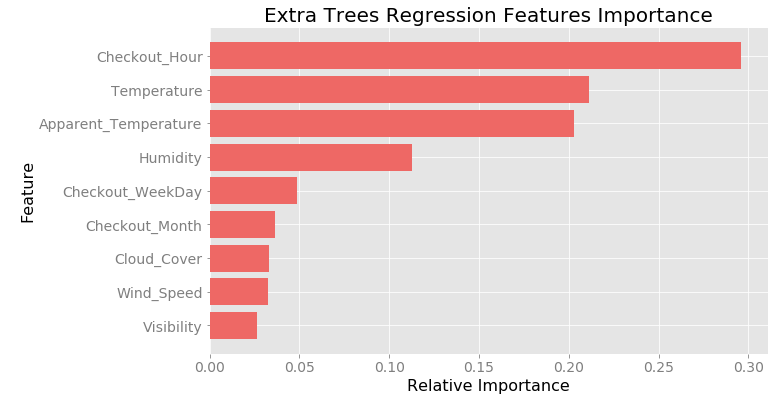 Extra Trees Regression Features Importance
Checkout_Hour
Temperature
Apparent_Temperature
Humidity
Checkout_WeekDay
Checkout_Month
Cloud_Cover
Wind_Speed
Visibility
Feature
0.00 0.05 0.10 0.15 0.20 0.25 0.30
Relative Importance